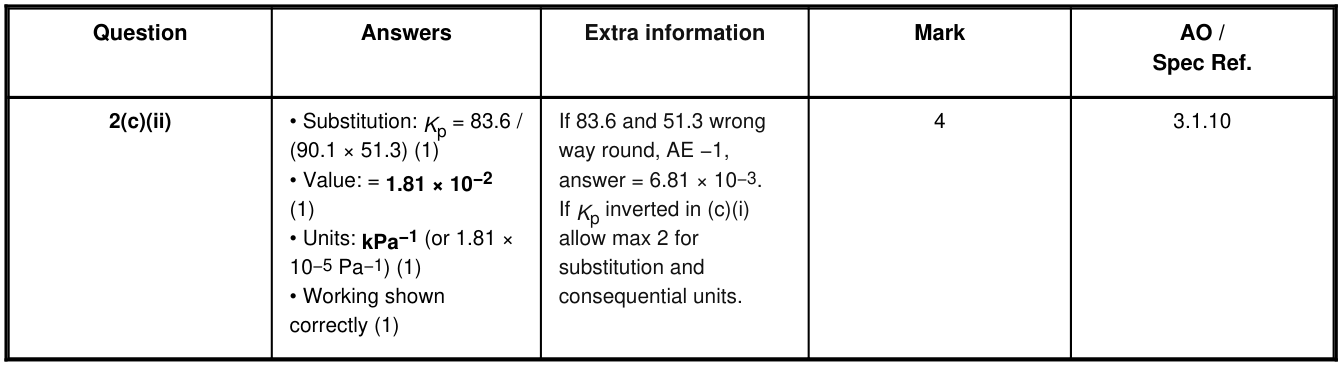 Question Answers Extra information Mark AO /
Spec Ref.
2(c)(ii)
• Substitution: Kp = 83.6 /
(90.1 × 51.3) (1)
• Value: = 1.81 × 10−2
(1)
• Units: kPa−1 (or 1.81 ×
10−5 Pa−1) (1)
• Working shown
correctly (1)
If 83.6 and 51.3 wrong
way round, AE −1,
answer = 6.81 × 10−3.
If Kp inverted in (c)(i)
allow max 2 for
substitution and
consequential units.
4
3.1.10